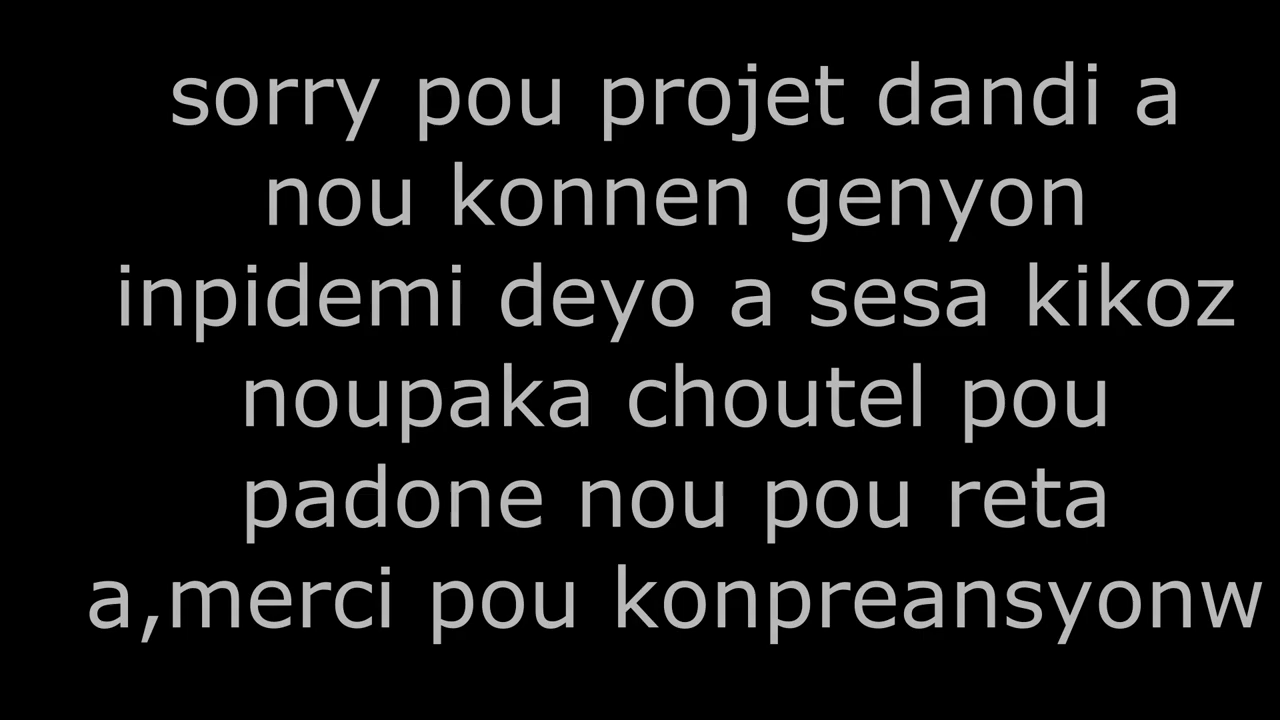 sorry pou projet dandi a
nou konnen genyon
inpidemi deyo a sesa kikoz
noupaka choutel pou
padone nou pou reta
a,merci pou konpreansyonw